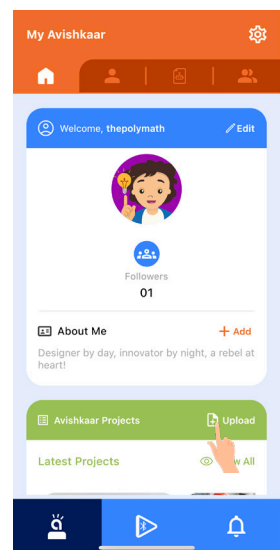 My Avishkaar
Welcome, thepolymath
Edit
Followers
01
About Me
+ Add
Designer by day, innovator by night, a rebel at
heart!
Avishkaar Projects
Upload
Latest Projects
All